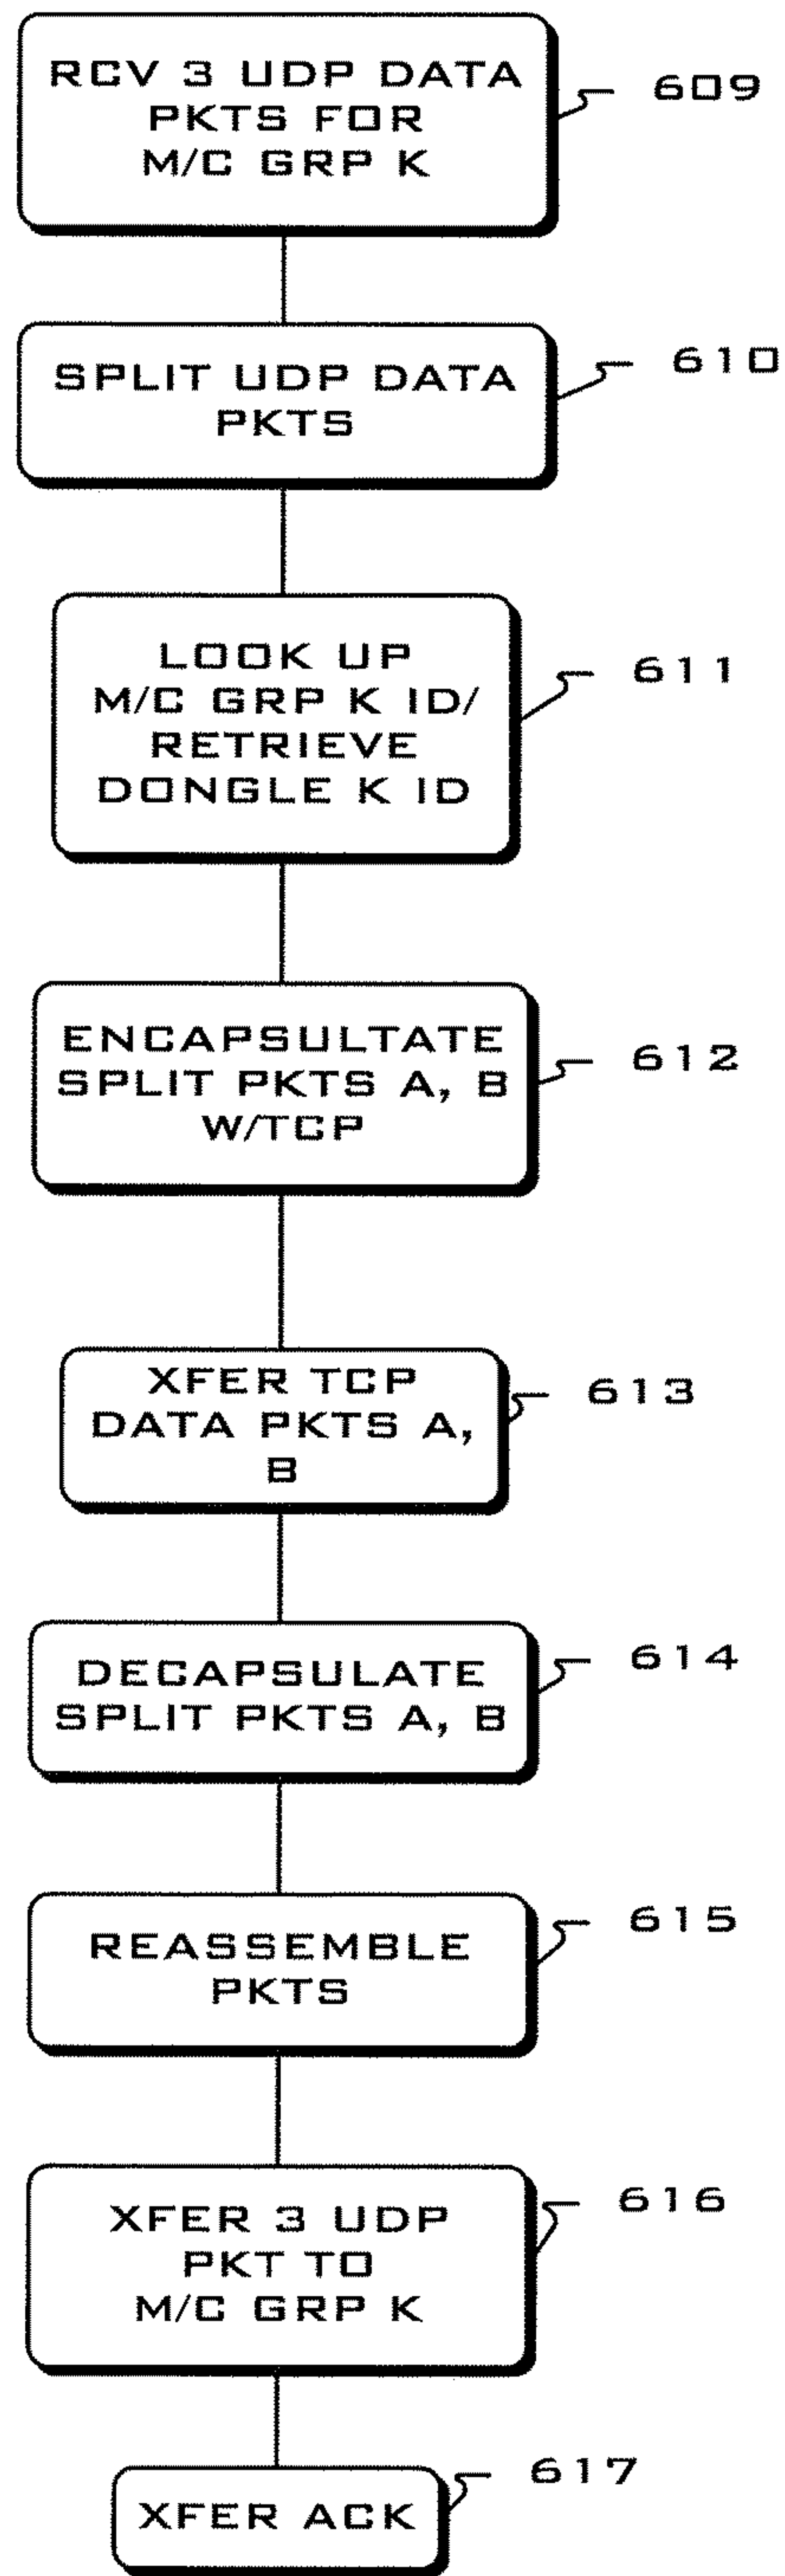 RCV 3 UDP DATA
PKTS FOR
M/C GRP K
609
SPLIT UDP DATA
PKTS
610
LOOK UP
M/C GRP K ID/
RETRIEVE
DONGLE K ID
611
ENCAPSULTATE
SPLIT PKTS A, B
W/TCP
612
XFER TCP
DATA PKTS A,
B
613
DECAPSULATE
SPLIT PKTS A, B
614
REASSEMBLE
PKTS
615
XFER 3 UDP
PKT TO
M/C GRP K
616
XFER ACK
617